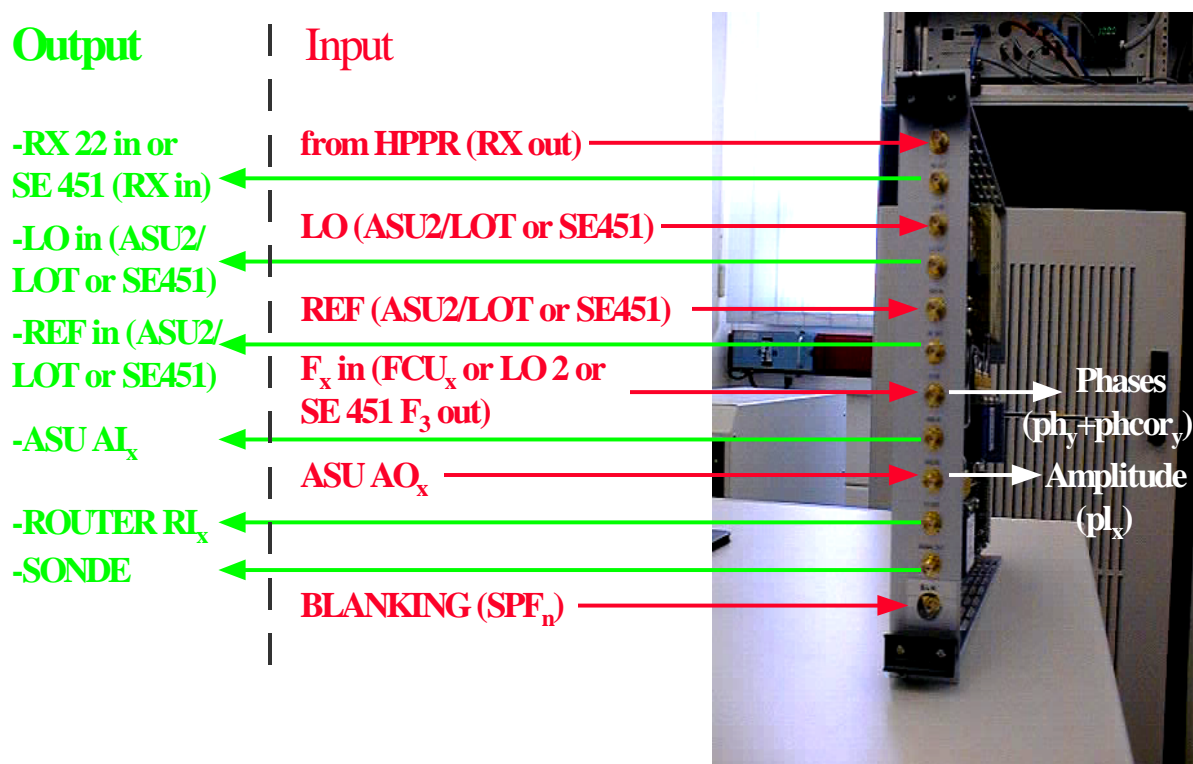 Output
Input
-RX 22 in or
SE 451 (RX in)
from HPPR (RX out)
-LO in (ASU2/
LOT or SE451)
LO (ASU2/LOT or SE451)
-REF in (ASU2/
LOT or SE451)
REF (ASU2/LOT or SE451)
Fx in (FCUx or LO 2 or
SE 451 F3 out)
Phases
(phy+phcory)
-ASU AIx
ASU AOx
Amplitude
(plx)
-ROUTER RIx
-SONDE
BLANKING (SPFn)
BLK